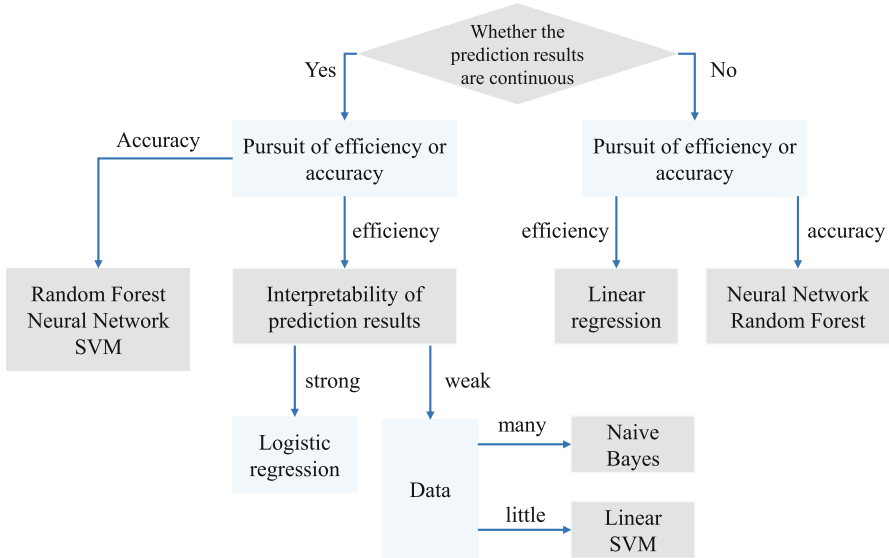 Whether the
prediction results
are continuous
Yes
No
Accuracy
Pursuit of efficiency or
accuracy
Pursuit of efficiency or
accuracy
efficiency
efficiency
accuracy
Random Forest
Neural Network
SVM
Interpretability of
prediction results
Linear
regression
Neural Network
Random Forest
strong
weak
Logistic
regression
Data
many
Naive
Bayes
little
Linear
SVM